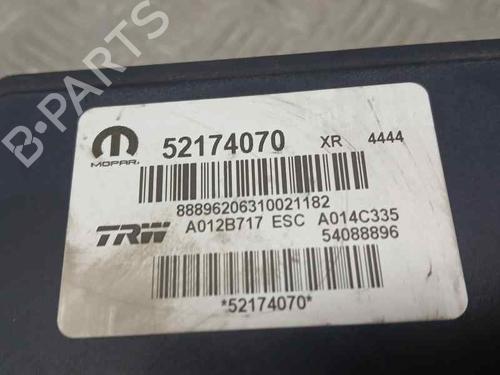 B-PARTS
MOPAR
52174070 XR 4444
88896206310021182
TRW A012B717 ESC A014C335
54088896
*52174070*